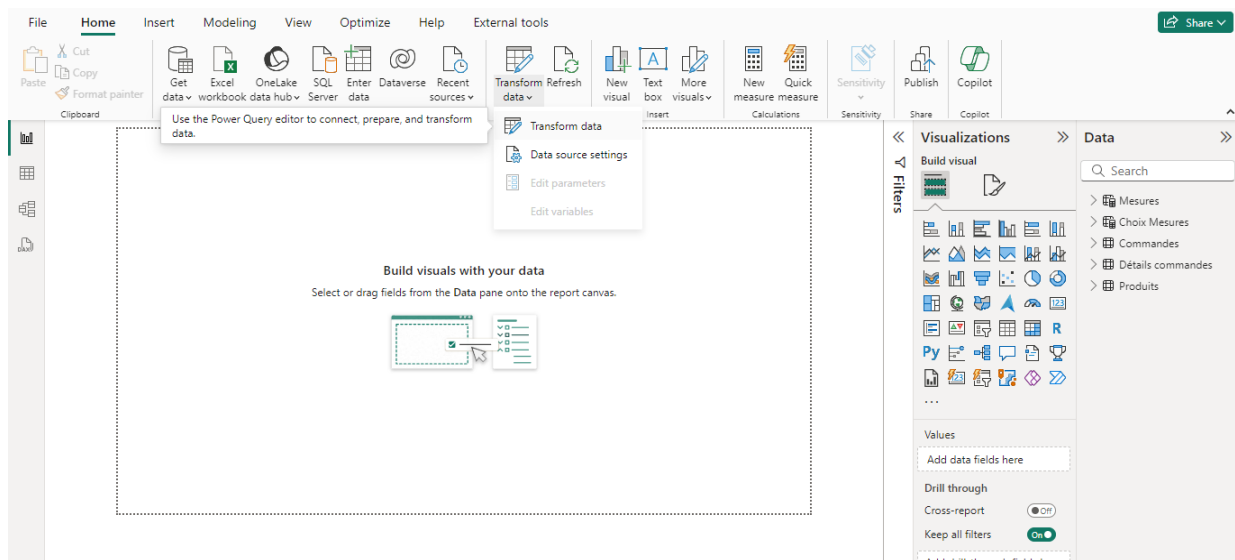 File Home Insert Modeling View Optimize Help External tools Share
Paste Cut Copy Format painter
Get data Excel workbook OneLake data hub SQL Server Enter data Dataverse Recent sources Transform data Refresh New visual Text box More visuals New measure Quick measure Sensitivity Publish Copilot
Clipboard Insert Calculations Sensitivity Share Copilot
Use the Power Query editor to connect, prepare, and transform
data.
Transform data
Data source settings
Edit parameters
Edit variables
Build visuals with your data
Select or drag fields from the Data pane onto the report canvas.
Filters
Visualizations
Build visual
123
R
Py
123
...
Values
Add data fields here
Drill through
Cross-report Off
Keep all filters On
Data
Search
Mesures
Choix Mesures
Commandes
Détails commandes
Produits